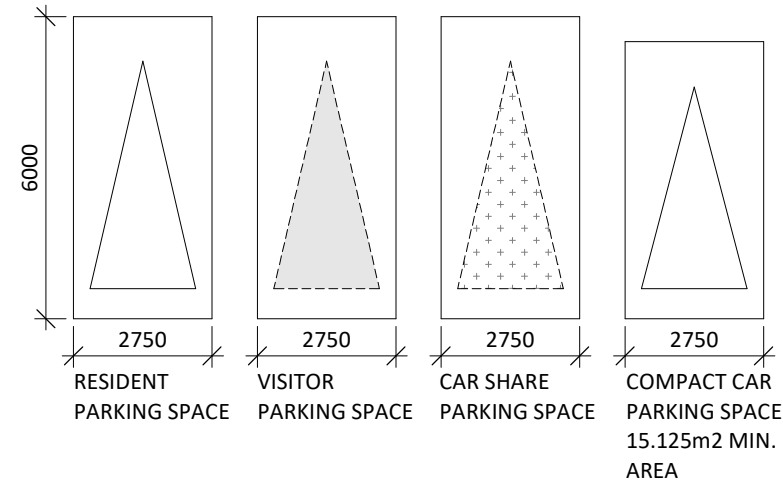 6000
2750
RESIDENT
PARKING SPACE
2750
VISITOR
PARKING SPACE
2750
CAR SHARE
PARKING SPACE
2750
COMPACT CAR
PARKING SPACE
15.125m2 MIN.
AREA